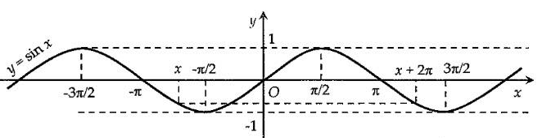 y
1
y = sin x
x -π/2 x + 2π 3π/2
-3π/2 -π O π/2 π x
-1